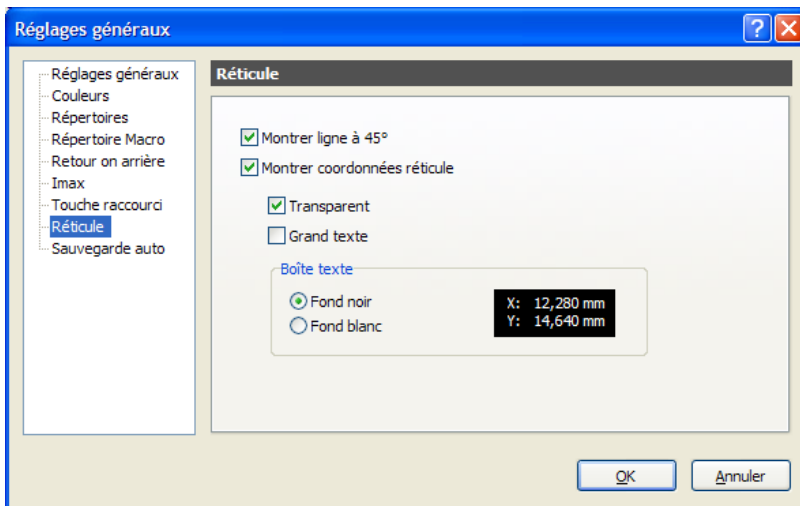 Réglages généraux
Réglages généraux
Couleurs
Répertoires
Répertoire Macro
Retour on arrière
Imax
Touche raccourci
Réticule
Sauvegarde auto
Réticule
Montrer ligne à 45°
Montrer coordonnées réticule
Transparent
Grand texte
Boîte texte
Fond noir
Fond blanc
X: 12,280 mm
Y: 14,640 mm
OK
Annuler